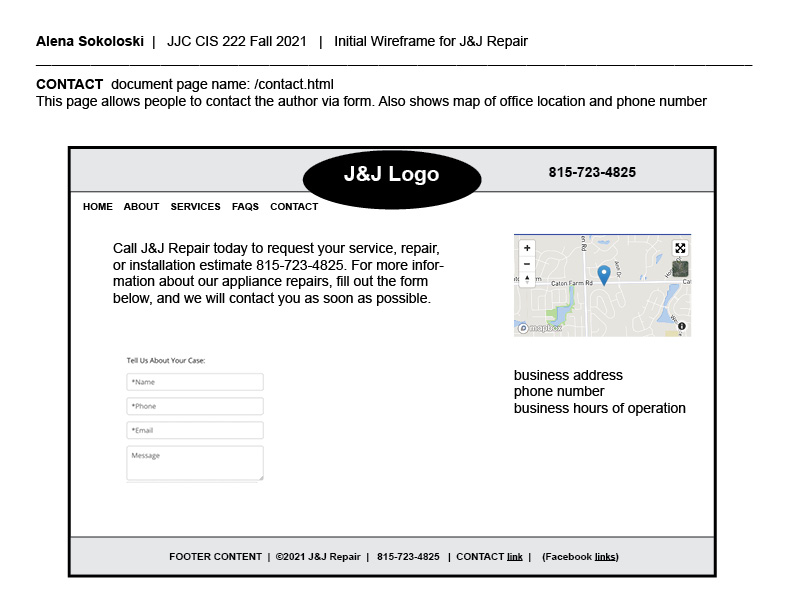 Alena Sokoloski | JJC CIS 222 Fall 2021 | Initial Wireframe for J&J Repair
CONTACT document page name: /contact.html
This page allows people to contact the author via form. Also shows map of office location and phone number
J&J Logo
815-723-4825
HOME ABOUT SERVICES FAQS CONTACT
Call J&J Repair today to request your service, repair,
or installation estimate 815-723-4825. For more infor-
mation about our appliance repairs, fill out the form
below, and we will contact you as soon as possible.
Caton Farm Rd
mapbox
Tell Us About Your Case:
*Name
*Phone
*Email
Message
business address
phone number
business hours of operation
FOOTER CONTENT | ©2021 J&J Repair | 815-723-4825 | CONTACT link | (Facebook links)